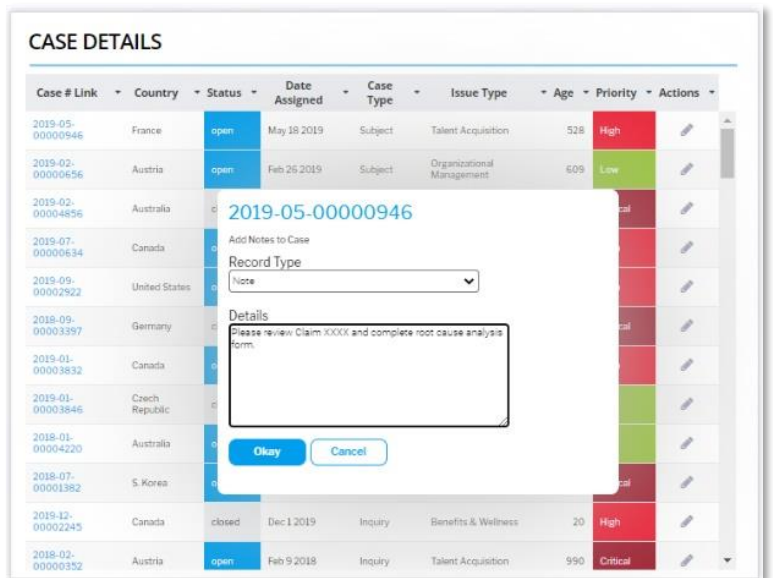 CASE DETAILS
Case # Link Country Status Date Assigned Case Type Issue Type Age Priority Actions
2019-05-00000946 France open May 18 2019 Subject Talent Acquisition 528 High
2019-02-00000656 Austria open Feb 26 2019 Subject Organizational Management 609 Low
2019-02-00004856 Australia
2019-07-00000634 Canada
2019-09-00002922 United States
2018-09-00003397 Germany
2019-01-00003832 Canada
2019-01-00003846 Czech Republic
2018-01-00004220 Australia
2018-07-00001382 S. Korea
2019-05-00000946
Add Notes to Case
Record Type
Note
Details
Please review Claim XXXX and complete root cause analysis
form.
Okay Cancel
2019-12-00002245 Canada closed Dec 1 2019 Inquiry Benefits & Wellness 20 High
2018-02-00000352 Austria open Feb 9 2018 Inquiry Talent Acquisition 990 Critical